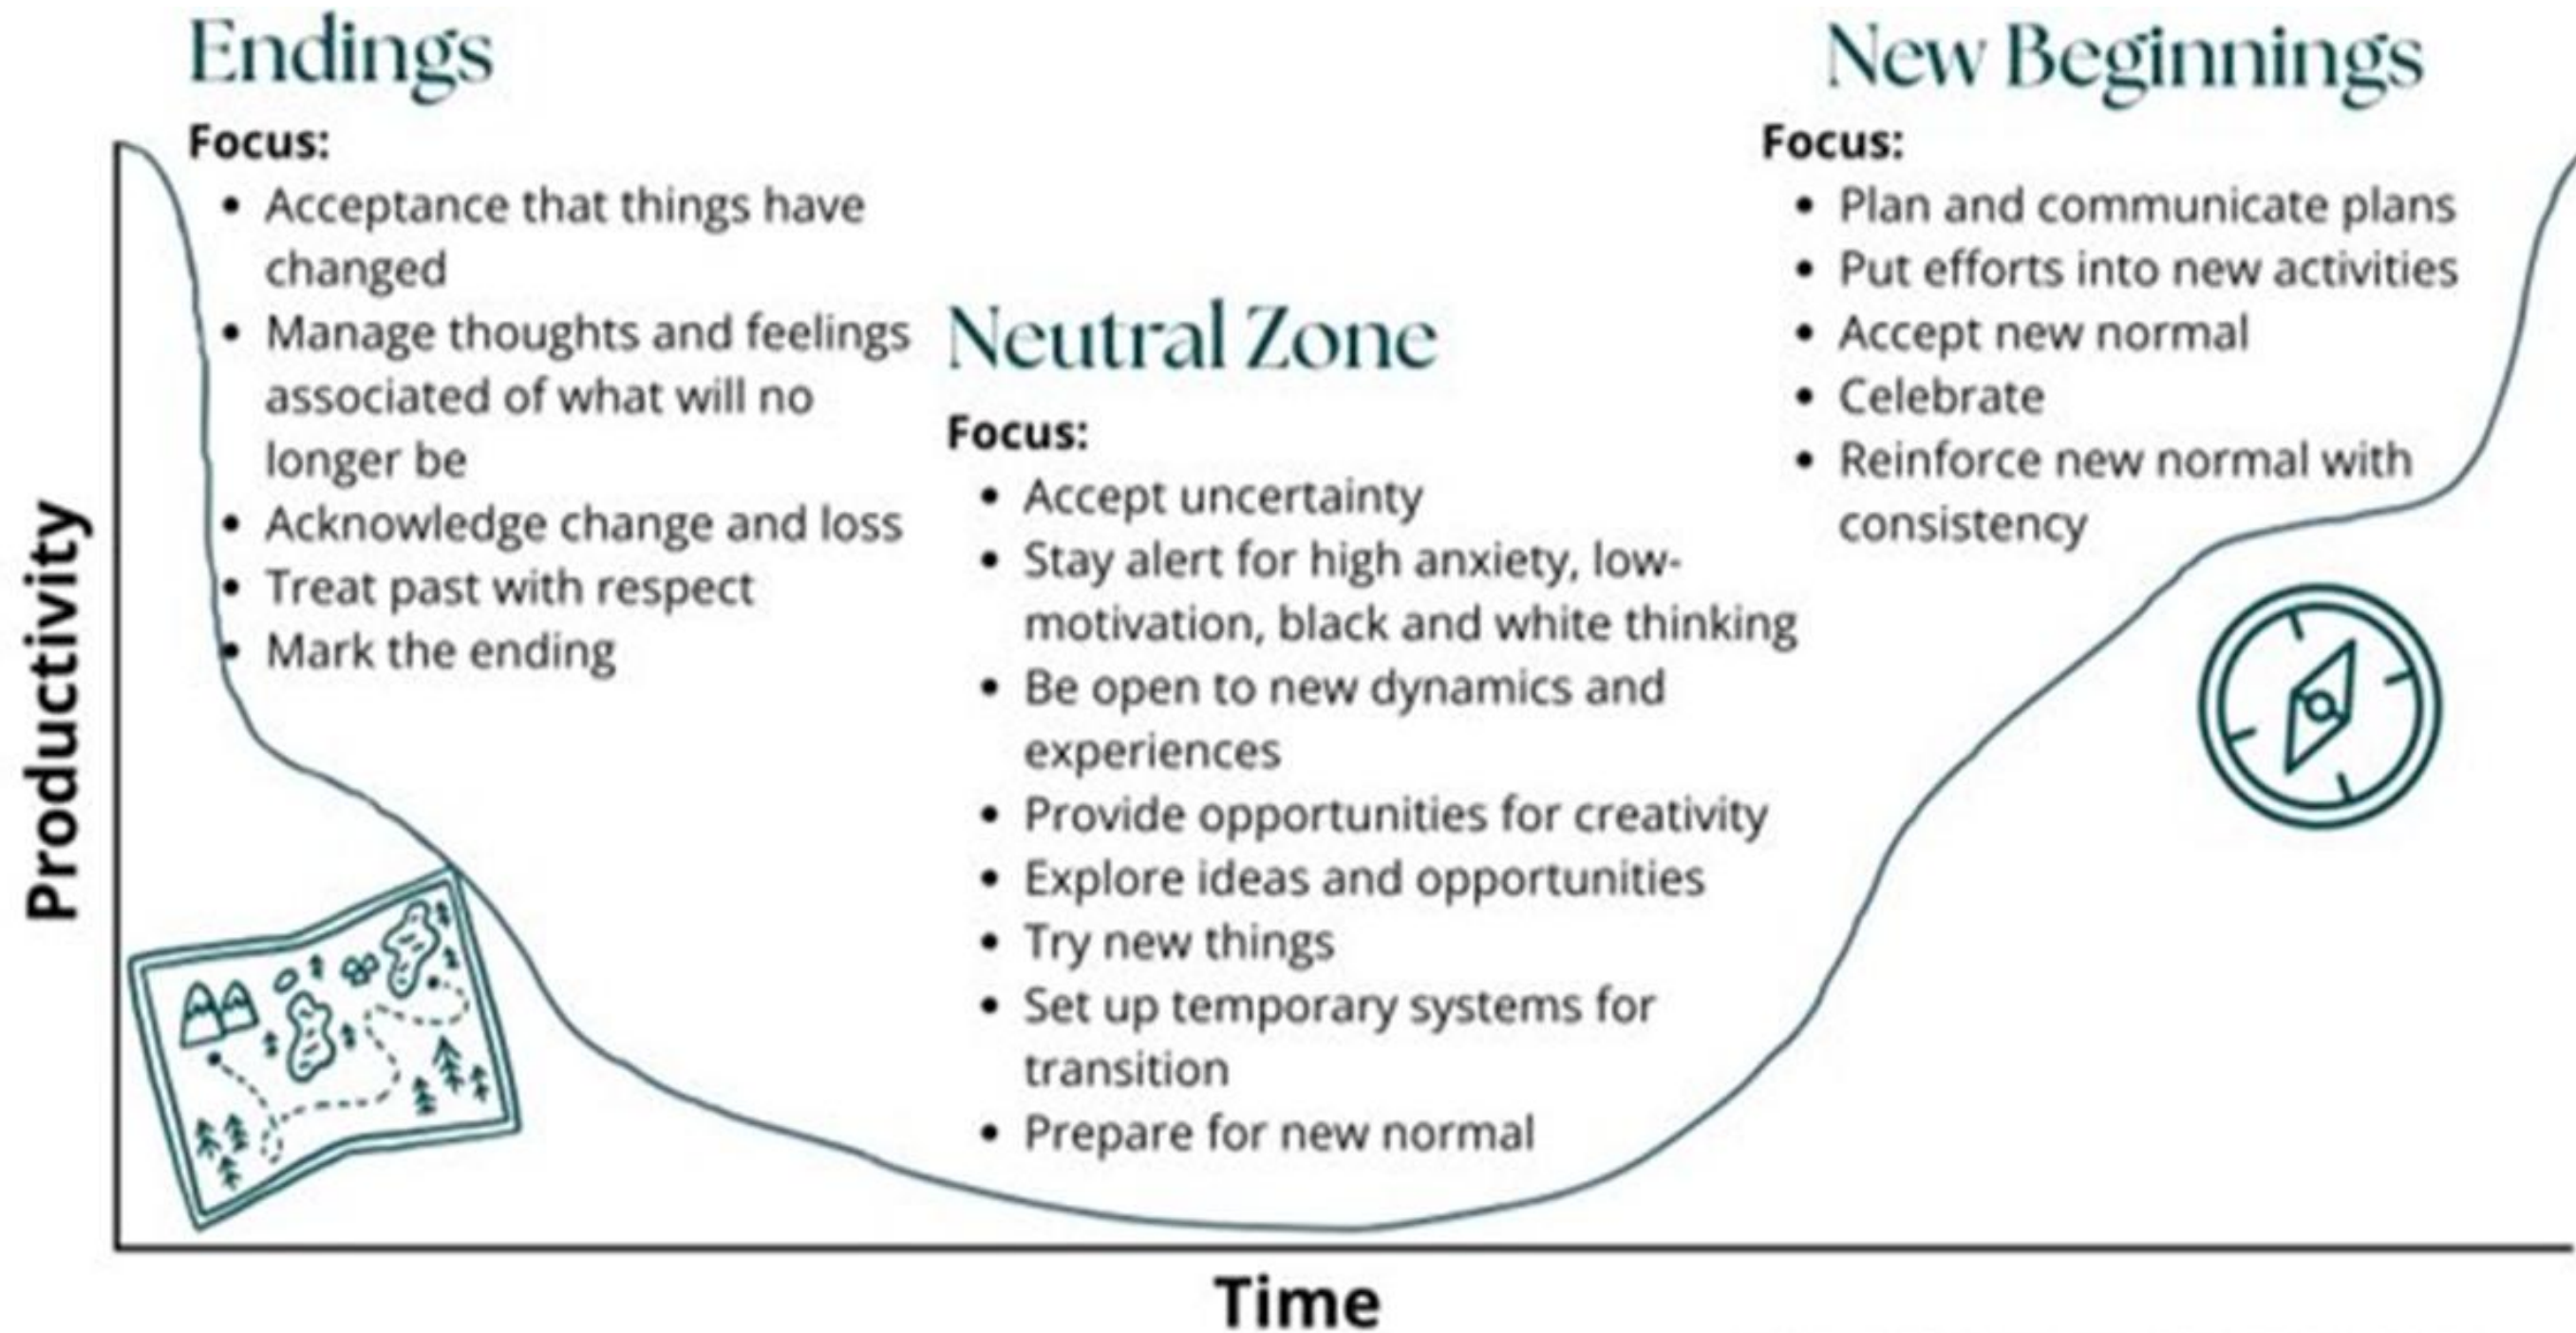 Endings
Focus:
• Acceptance that things have
changed
• Manage thoughts and feelings
associated of what will no
longer be
• Acknowledge change and loss
• Treat past with respect
• Mark the ending
Neutral Zone
Focus:
• Accept uncertainty
• Stay alert for high anxiety, low-
motivation, black and white thinking
• Be open to new dynamics and
experiences
• Provide opportunities for creativity
• Explore ideas and opportunities
• Try new things
• Set up temporary systems for
transition
• Prepare for new normal
New Beginnings
Focus:
• Plan and communicate plans
• Put efforts into new activities
• Accept new normal
• Celebrate
• Reinforce new normal with
consistency
Productivity
Time